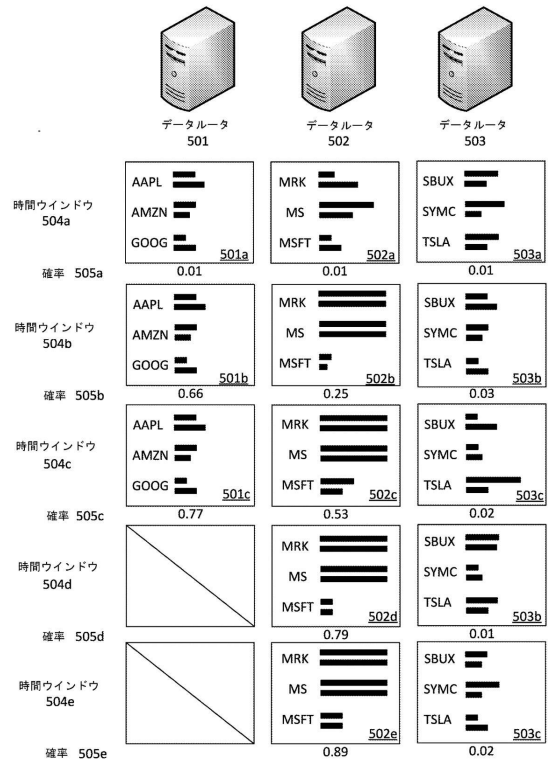 データルータ データルータ データルータ
501 502 503
時間ウインドウ
504a
AAPL
AMZN
GOOG
501a
MRK
MS
MSFT
502a
SBUX
SYMC
TSLA
503a
確率 505a 0.01 0.01 0.01
時間ウインドウ
504b
AAPL
AMZN
GOOG
501b
MRK
MS
MSFT
502b
SBUX
SYMC
TSLA
503b
確率 505b 0.66 0.25 0.03
時間ウインドウ
504c
AAPL
AMZN
GOOG
501c
MRK
MS
MSFT
502c
SBUX
SYMC
TSLA
503c
確率 505c 0.77 0.53 0.02
時間ウインドウ
504d
MRK
MS
MSFT
502d
SBUX
SYMC
TSLA
503b
確率 505d 0.79 0.01
時間ウインドウ
504e
MRK
MS
MSFT
502e
SBUX
SYMC
TSLA
503c
確率 505e 0.89 0.02